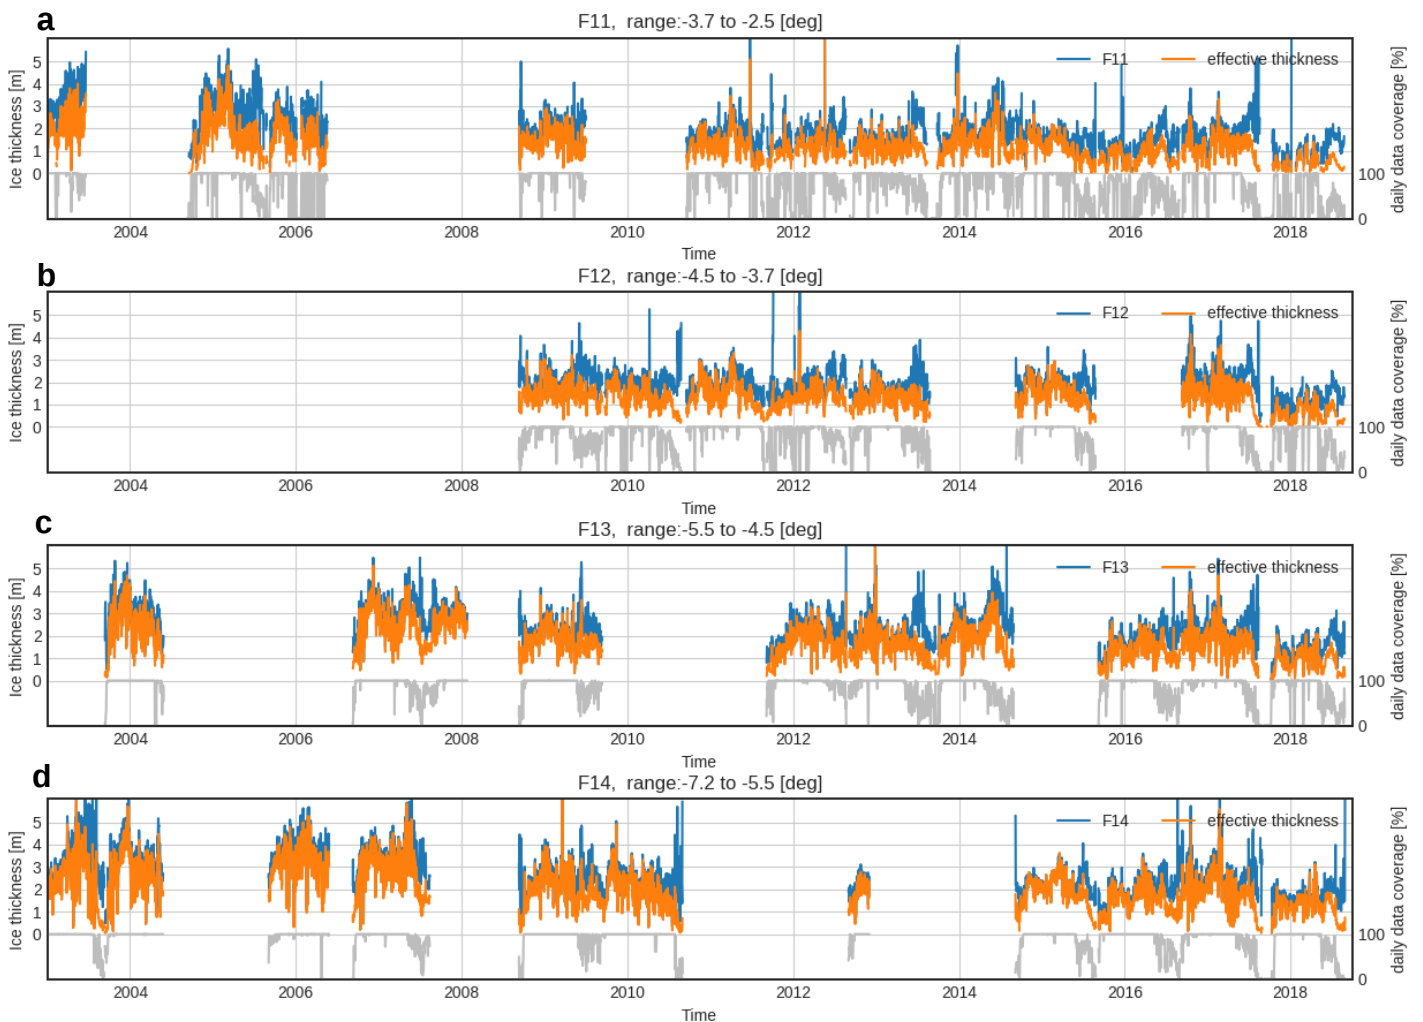 a
F11, range:-3.7 to -2.5 [deg]
F11 effective thickness
Ice thickness [m]
5
4
3
2
1
0
daily data coverage [%]
100
0
2004 2006 2008 2010 2012 2014 2016 2018
Time
b
F12, range:-4.5 to -3.7 [deg]
F12 effective thickness
Ice thickness [m]
5
4
3
2
1
0
daily data coverage [%]
100
0
2004 2006 2008 2010 2012 2014 2016 2018
Time
c
F13, range:-5.5 to -4.5 [deg]
F13 effective thickness
Ice thickness [m]
5
4
3
2
1
0
daily data coverage [%]
100
0
2004 2006 2008 2010 2012 2014 2016 2018
Time
d
F14, range:-7.2 to -5.5 [deg]
F14 effective thickness
Ice thickness [m]
5
4
3
2
1
0
daily data coverage [%]
100
0
2004 2006 2008 2010 2012 2014 2016 2018
Time